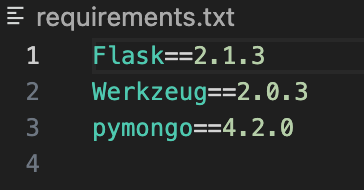 requirements.txt
1 Flask==2.1.3
2 Werkzeug==2.0.3
3 pymongo==4.2.0
4